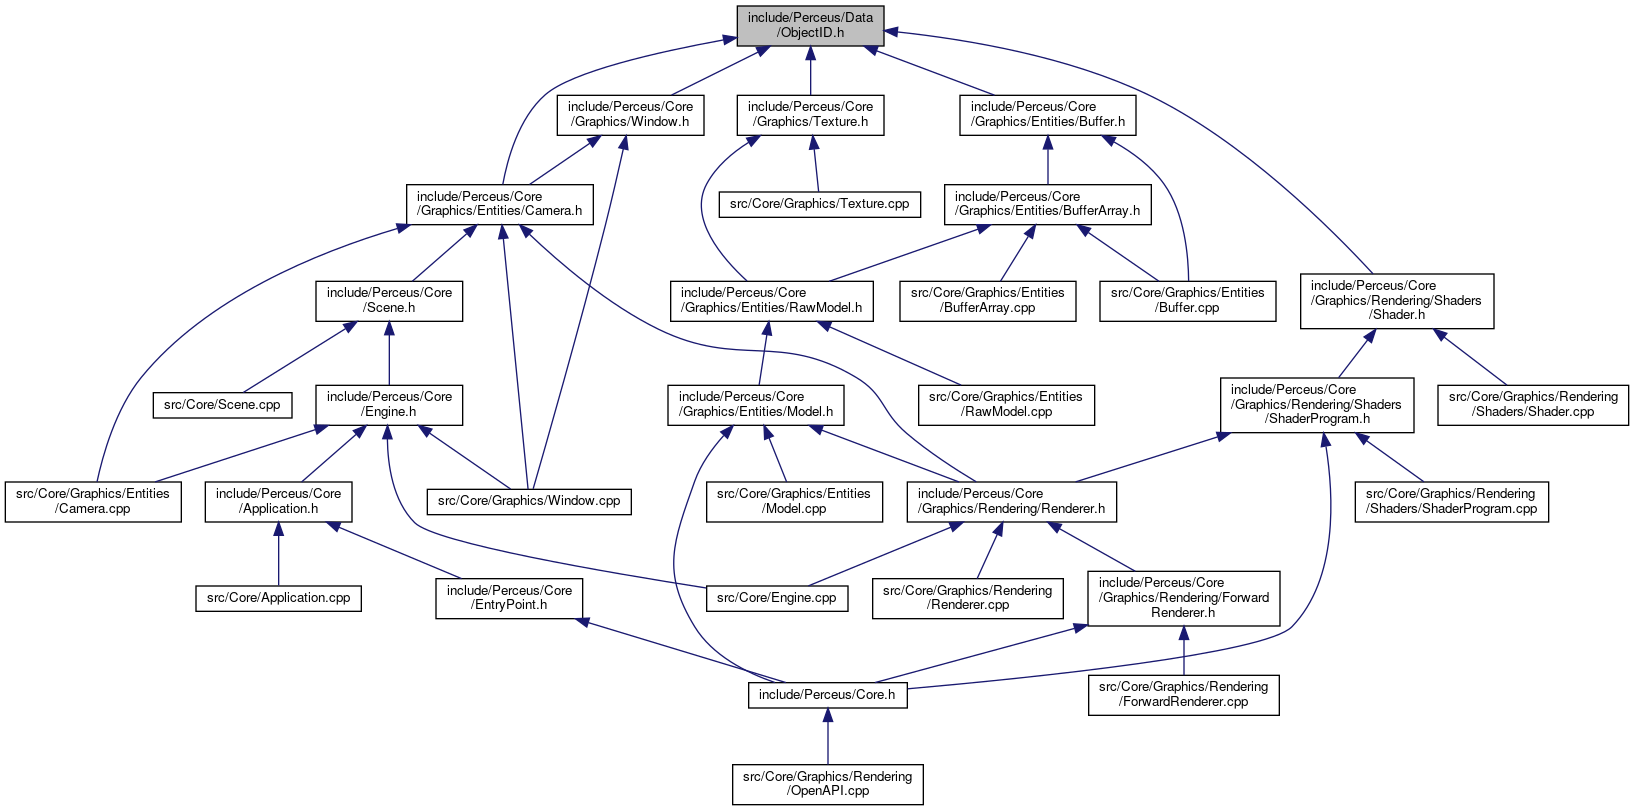 include/Perceus/Data
/ObjectID.h
include/Perceus/Core
/Graphics/Window.h
include/Perceus/Core
/Graphics/Texture.h
include/Perceus/Core
/Graphics/Entities/Buffer.h
include/Perceus/Core
/Graphics/Entities/Camera.h
src/Core/Graphics/Texture.cpp
include/Perceus/Core
/Graphics/Entities/BufferArray.h
include/Perceus/Core
/Scene.h
include/Perceus/Core
/Graphics/Entities/RawModel.h
src/Core/Graphics/Entities
/BufferArray.cpp
src/Core/Graphics/Entities
/Buffer.cpp
include/Perceus/Core
/Graphics/Rendering/Shaders
/Shader.h
src/Core/Scene.cpp
include/Perceus/Core
/Engine.h
include/Perceus/Core
/Graphics/Entities/Model.h
src/Core/Graphics/Entities
/RawModel.cpp
include/Perceus/Core
/Graphics/Rendering/Shaders
/ShaderProgram.h
src/Core/Graphics/Rendering
/Shaders/Shader.cpp
src/Core/Graphics/Entities
/Camera.cpp
include/Perceus/Core
/Application.h
src/Core/Graphics/Window.cpp
src/Core/Graphics/Entities
/Model.cpp
include/Perceus/Core
/Graphics/Rendering/Renderer.h
src/Core/Graphics/Rendering
/Shaders/ShaderProgram.cpp
src/Core/Application.cpp
include/Perceus/Core
/EntryPoint.h
src/Core/Engine.cpp
src/Core/Graphics/Rendering
/Renderer.cpp
include/Perceus/Core
/Graphics/Rendering/Forward
Renderer.h
include/Perceus/Core.h
src/Core/Graphics/Rendering
/ForwardRenderer.cpp
src/Core/Graphics/Rendering
/OpenAPI.cpp